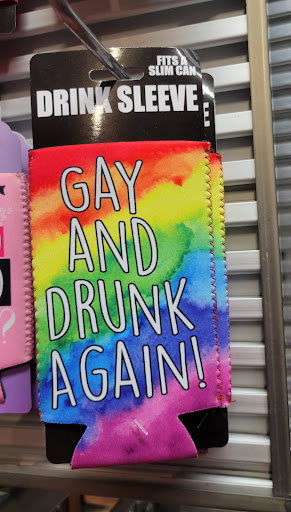 FITS A
SLIM CAN
DRINK SLEEVE
GAY
AND
DRUNK
AGAIN!
?